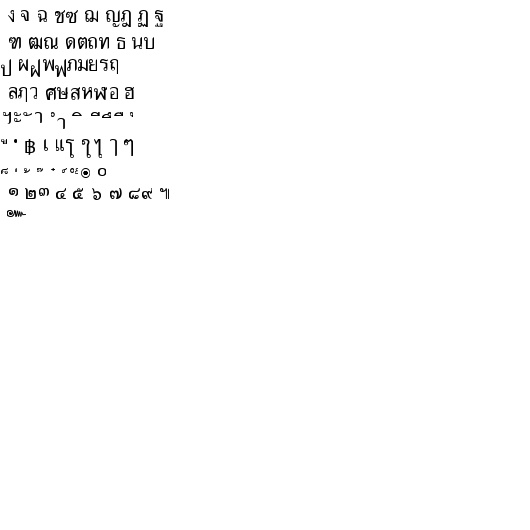 ง จ ฉ ชซ ฌ ญฎ ฏ ฐ
ฑ ฒณ ดตถท ธ นบ
ป ผฝพฟภมยรฤ
ลฦว ศษสหฬอ ฮ
ฯะ ั า ำ ิ ี ึ ื ุ
ู ฺ ฿ เ แโ ใไ ๅ ๆ
็ ่ ้ ๊ ๋ ์ ํ ๎ ๏ ๐
๑ ๒๓ ๔ ๕ ๖ ๗ ๘๙ ๚
๛